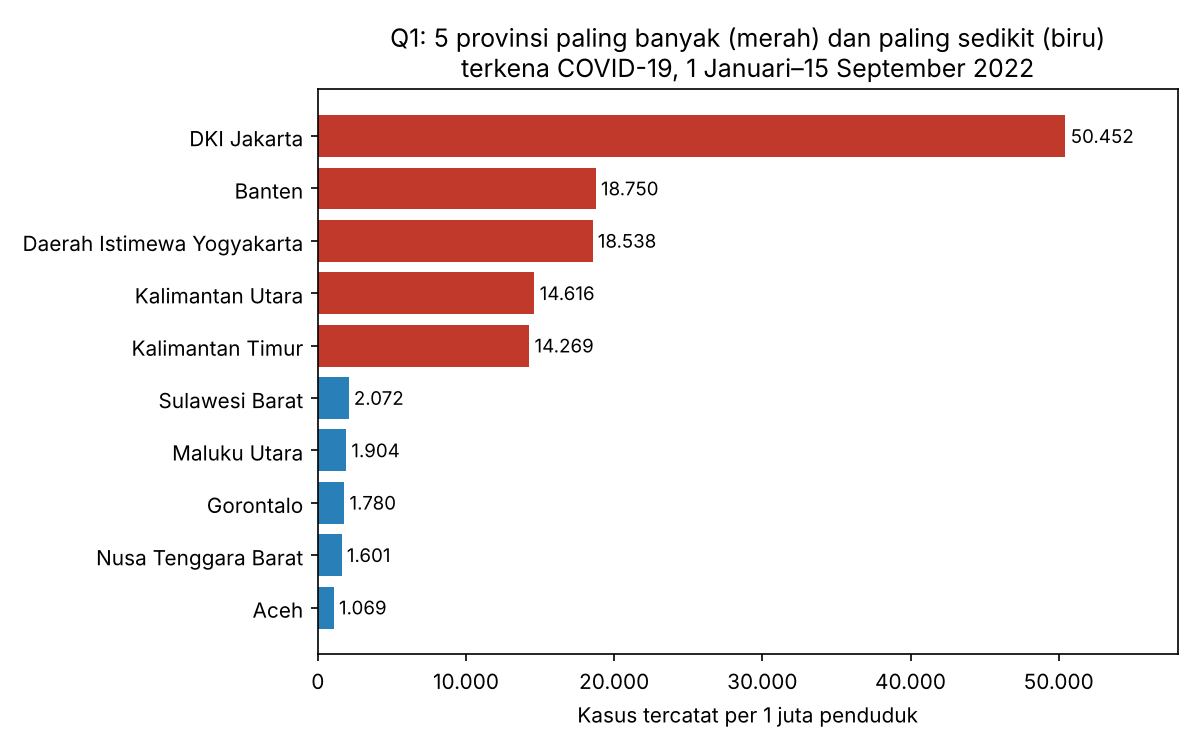 Q1: 5 provinsi paling banyak (merah) dan paling sedikit (biru)
terkena COVID-19, 1 Januari–15 September 2022
DKI Jakarta 50.452
Banten 18.750
Daerah Istimewa Yogyakarta 18.538
Kalimantan Utara 14.616
Kalimantan Timur 14.269
Sulawesi Barat 2.072
Maluku Utara 1.904
Gorontalo 1.780
Nusa Tenggara Barat 1.601
Aceh 1.069
0 10.000 20.000 30.000 40.000 50.000
Kasus tercatat per 1 juta penduduk